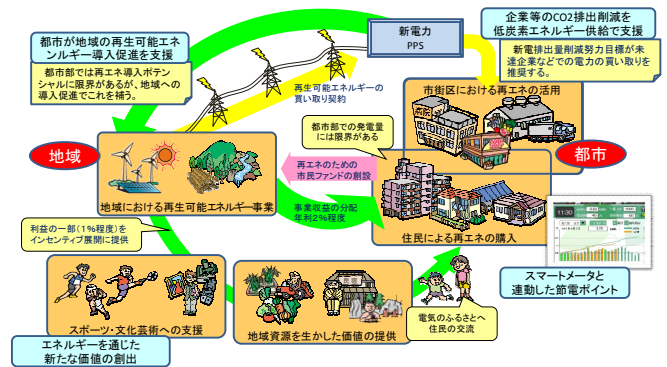 都市が地域の再生可能エネ
ンルギー導入促進を支援
都市部では再エネ導入ポテン
シャルに限界があるが、地域への
導入促進でこれを補う。
新電力
PPS
企業等のCO2排出削減を
低炭素エネルギー供給で支援
新電排出量削減努力目標が未
達企業などでの電力の買い取りを
推奨する。
再生可能エネルギーの
買い取り契約
市街区における再エネの活用
病院
都市部での発電量
には限界がある
地域
都市
再エネのための
市民ファンドの創設
地域における再生可能エネルギー事業
事業収益の分配
年利2%程度
住民による再エネの購入
11:30
利益の一部(1%程度)を
インセンティブ展開に提供
スマートメータと
連動した節電ポイント
スポーツ・文化芸術への支援
地域資源を生かした価値の提供
電気のふるさとへ
住民の交流
エネルギーを通じた
新たな価値の創出